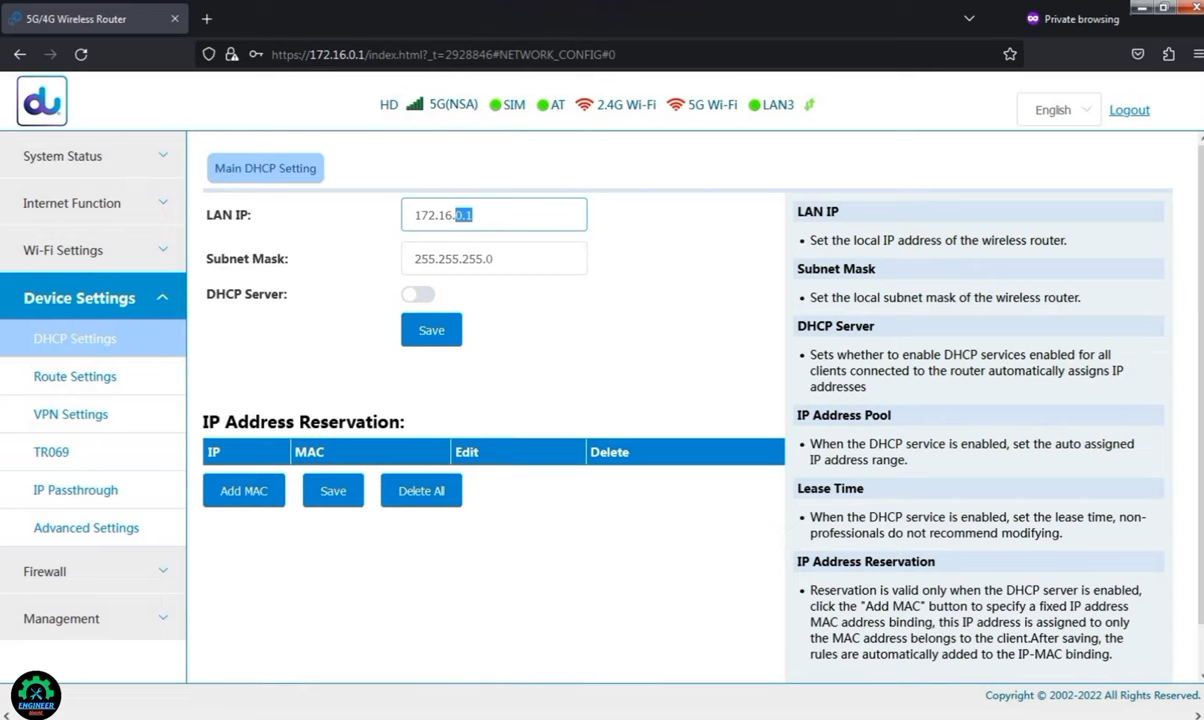 5G/4G Wireless Router
Private browsing
https://172.16.0.1/index.html?_t=2928846#NETWORK_CONFIG#0
du
HD 5G(NSA) SIM AT 2.4G Wi-Fi 5G Wi-Fi LAN3
English Logout
System Status
Internet Function
Wi-Fi Settings
Device Settings
DHCP Settings
Route Settings
VPN Settings
TR069
IP Passthrough
Advanced Settings
Firewall
Management
Main DHCP Setting
LAN IP: 172.16.0.1
Subnet Mask: 255.255.255.0
DHCP Server:
Save
IP Address Reservation:
IP MAC Edit Delete
Add MAC Save Delete All
LAN IP
• Set the local IP address of the wireless router.
Subnet Mask
• Set the local subnet mask of the wireless router.
DHCP Server
• Sets whether to enable DHCP services enabled for all
clients connected to the router automatically assigns IP
addresses
IP Address Pool
• When the DHCP service is enabled, set the auto assigned
IP address range.
Lease Time
• When the DHCP service is enabled, set the lease time, non-
professionals do not recommend modifying.
IP Address Reservation
• Reservation is valid only when the DHCP server is enabled,
click the "Add MAC" button to specify a fixed IP address
MAC address binding, this IP address is assigned to only
the MAC address belongs to the client.After saving, the
rules are automatically added to the IP-MAC binding.
Copyright © 2002-2022 All Rights Reserved.
ENGINEER